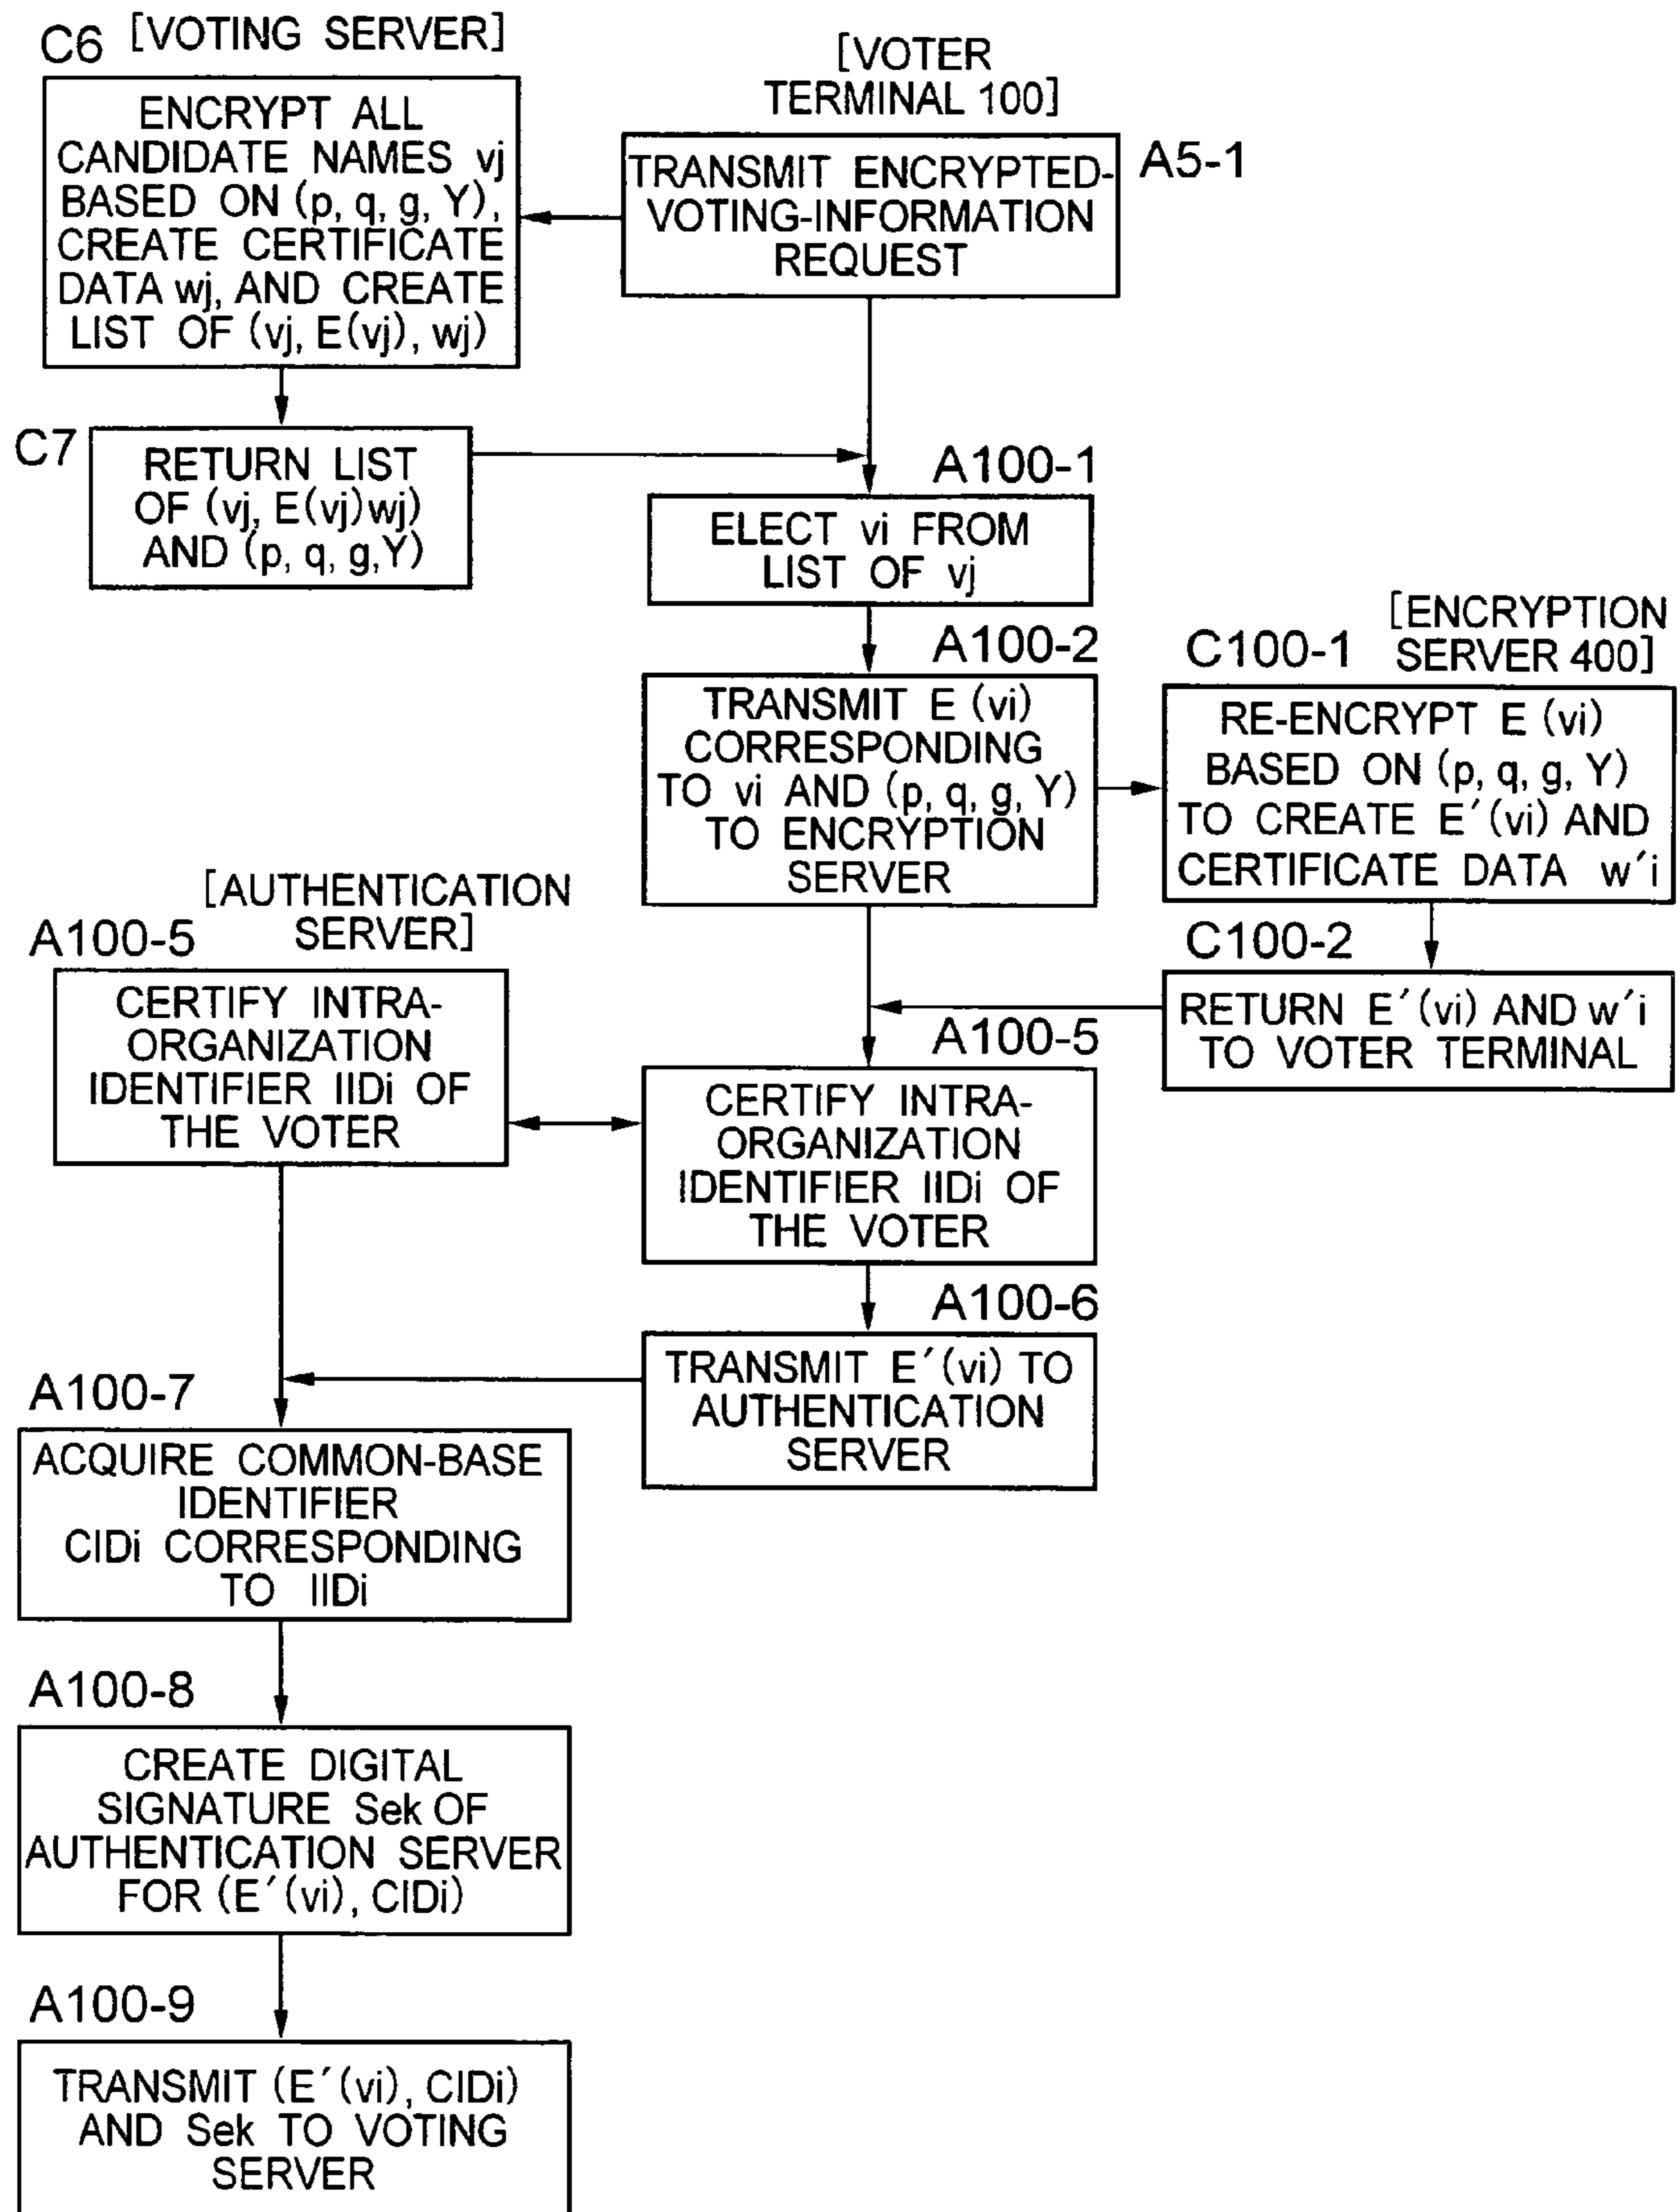 C6 [VOTING SERVER]
ENCRYPT ALL
CANDIDATE NAMES vj
BASED ON (p, q, g, Y),
CREATE CERTIFICATE
DATA wj, AND CREATE
LIST OF (vj, E(vj), wj)
[VOTER
TERMINAL 100]
A5-1
TRANSMIT ENCRYPTED-
VOTING-INFORMATION
REQUEST
C7
RETURN LIST
OF (vj, E(vj)wj)
AND (p, q, g,Y)
A100-1
ELECT vi FROM
LIST OF vj
A100-2
TRANSMIT E (vi)
CORRESPONDING
TO vi AND (p, q, g, Y)
TO ENCRYPTION
SERVER
[ENCRYPTION
SERVER 400]
C100-1
RE-ENCRYPT E (vi)
BASED ON (p, q, g, Y)
TO CREATE E′(vi) AND
CERTIFICATE DATA w′i
C100-2
RETURN E′(vi) AND w′i
TO VOTER TERMINAL
[AUTHENTICATION
SERVER]
A100-5
CERTIFY INTRA-
ORGANIZATION
IDENTIFIER IIDi OF
THE VOTER
A100-5
CERTIFY INTRA-
ORGANIZATION
IDENTIFIER IIDi OF
THE VOTER
A100-6
TRANSMIT E′(vi) TO
AUTHENTICATION
SERVER
A100-7
ACQUIRE COMMON-BASE
IDENTIFIER
CIDi CORRESPONDING
TO IIDi
A100-8
CREATE DIGITAL
SIGNATURE Sek OF
AUTHENTICATION SERVER
FOR (E′(vi), CIDi)
A100-9
TRANSMIT (E′(vi), CIDi)
AND Sek TO VOTING
SERVER